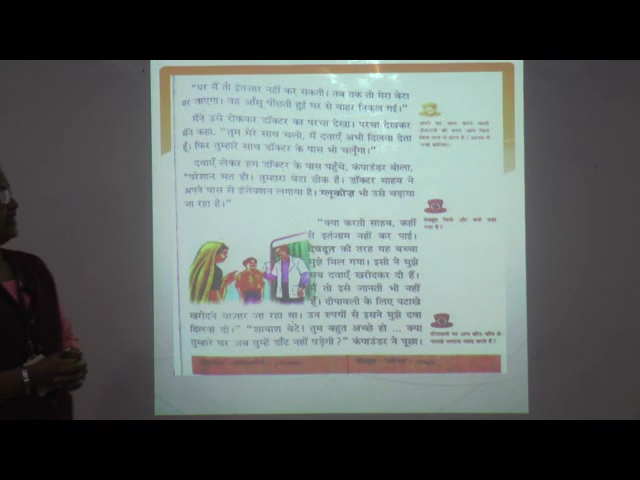 "पर मैं तो इंतजार नहीं कर सकती। तब तक तो मेरा बेटा
मर जाएगा। वह आँसू पोंछती हुई घर से बाहर निकल गई।"
मैंने उसे रोककर डॉक्टर का परचा देखा। परचा देखकर
मैंने कहा, "तुम मेरे साथ चलो, मैं दवाएँ अभी दिलवा देता
हूँ। फिर तुम्हारे साथ डॉक्टर के पास भी चलूँगा।"
दवाएँ लेकर हम डॉक्टर के पास पहुँचे, कंपाउंडर बोला,
"परेशान मत हो। तुम्हारा बेटा ठीक है। डॉक्टर साहब ने
अपने पास से इंजेक्शन लगाया है। ग्लूकोज़ भी उसे चढ़ाया
जा रहा है।"
"क्या करती साहब, कहीं
से इंतजाम नहीं कर पाई।
देवदूत की तरह यह बच्चा
मुझे मिल गया। इसी ने मुझे
सब दवाएँ खरीदकर दी हैं।
मैं तो इसे जानती भी नहीं
हूँ। दीपावली के लिए पटाखे
खरीदने बाज़ार जा रहा था। उन रुपयों से इसने मुझे दवा
दिलवा दी।" "शाबाश बेटे! तुम बहुत अच्छे हो ... क्या
तुम्हारे घर अब तुम्हें डाँट नहीं पड़ेगी?" कंपाउंडर ने पूछा।